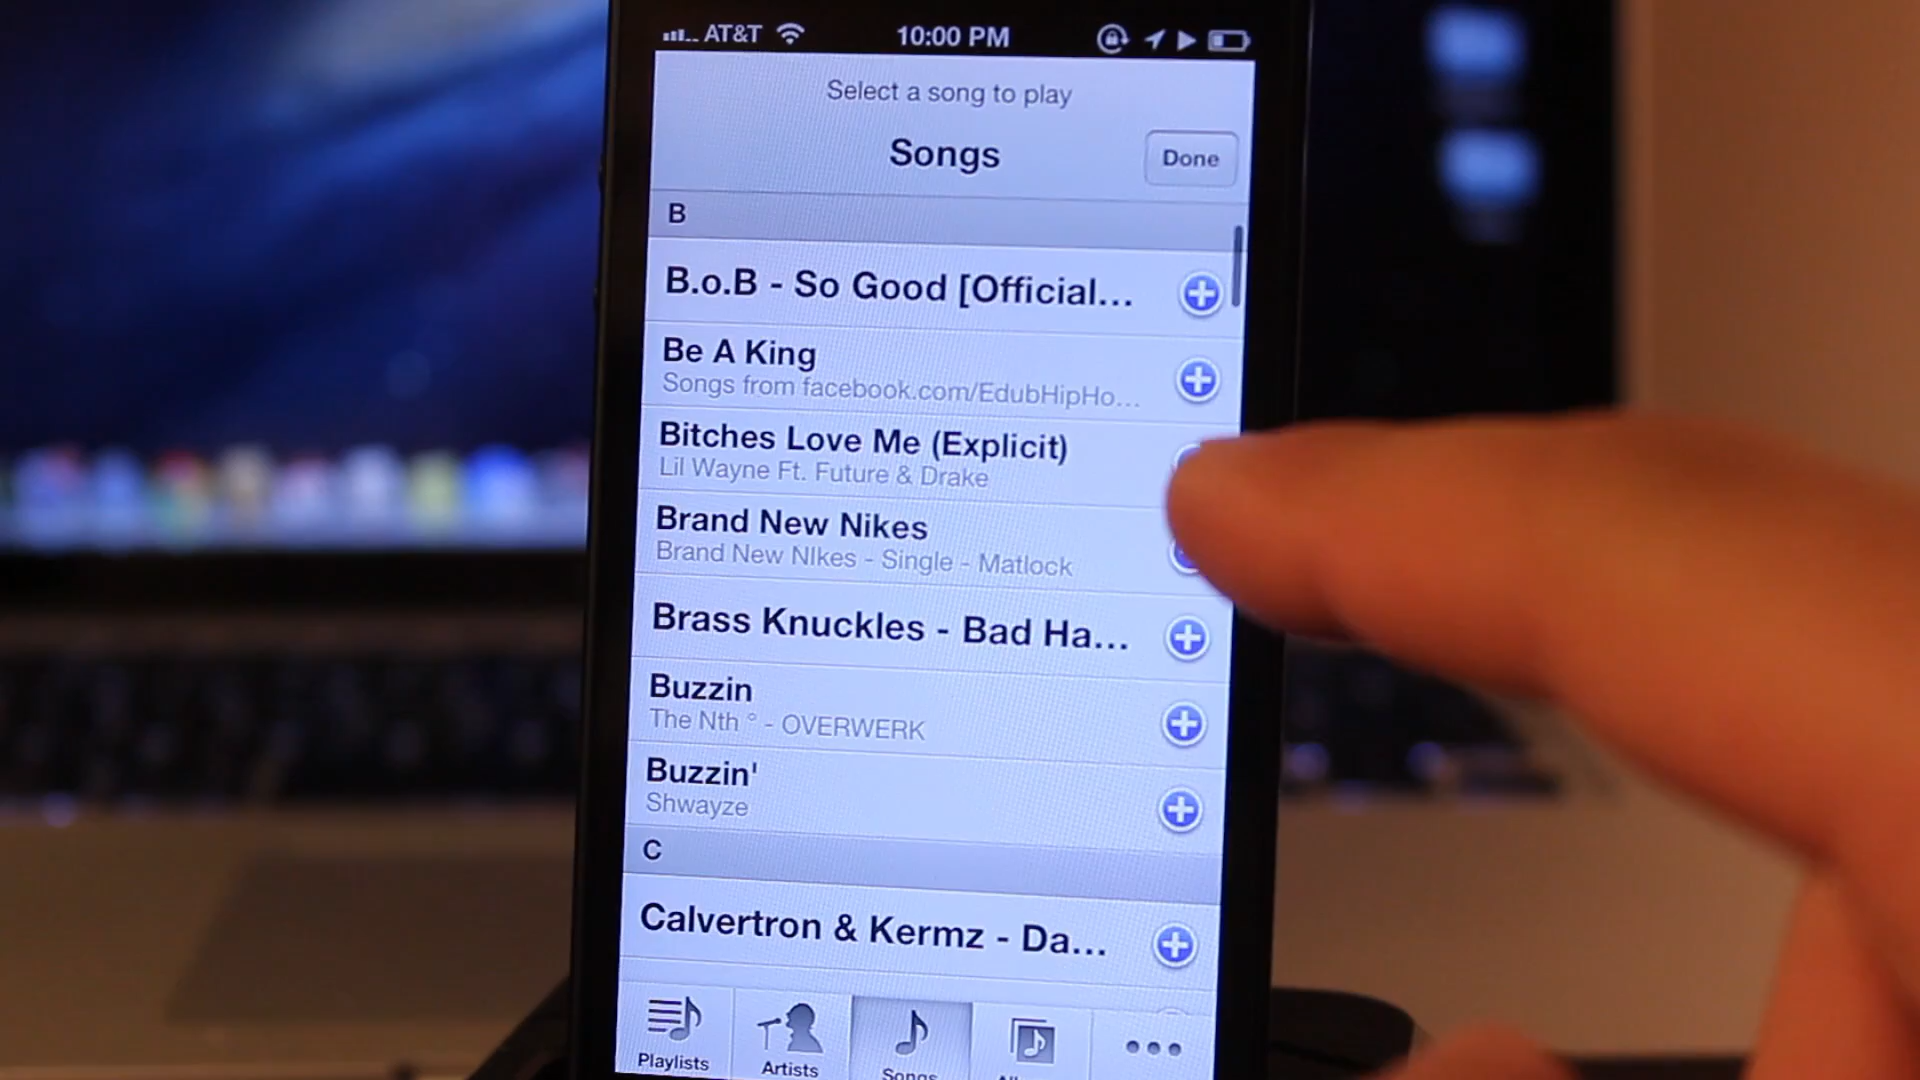 AT&T 10:00 PM
Select a song to play
Songs
Done
B
B.o.B - So Good [Official...
Be A King
Songs from facebook.com/EdubHipHo...
Bitches Love Me (Explicit)
Lil Wayne Ft. Future & Drake
Brand New Nikes
Brand New NIkes - Single - Matlock
Brass Knuckles - Bad Ha...
Buzzin
The Nth ° - OVERWERK
Buzzin'
Shwayze
C
Calvertron & Kermz - Da...
Playlists
Artists
Songs